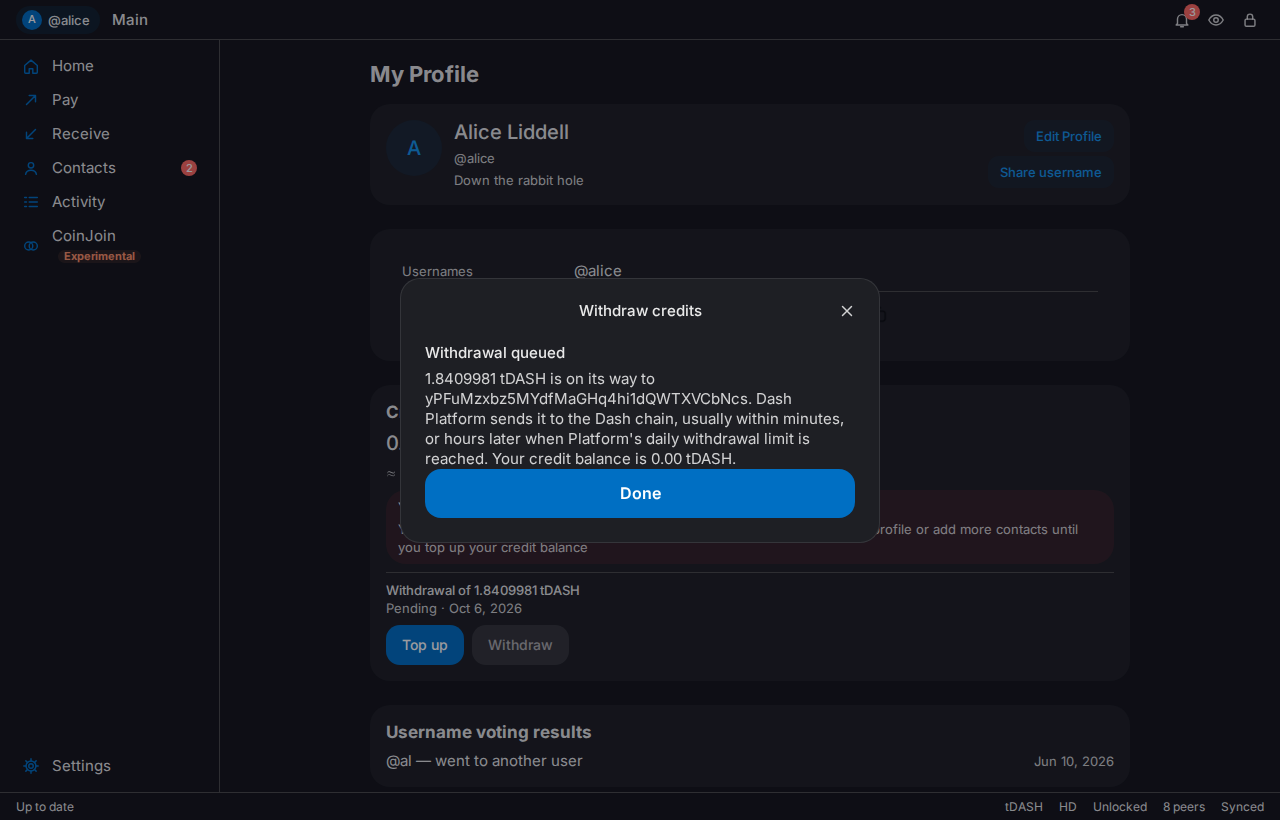 A @alice Main 3
Home
Pay
Receive
Contacts 2
Activity
CoinJoin
Experimental
Settings
My Profile
A
Alice Liddell
@alice
Down the rabbit hole
Edit Profile
Share username
Usernames @alice
Withdraw credits
Withdrawal queued
1.8409981 tDASH is on its way to
yPFuMzxbz5MYdfMaGHq4hi1dQWTXVCbNcs. Dash
Platform sends it to the Dash chain, usually within minutes,
or hours later when Platform's daily withdrawal limit is
reached. Your credit balance is 0.00 tDASH.
Done
≈
profile or add more contacts until
you top up your credit balance
Withdrawal of 1.8409981 tDASH
Pending · Oct 6, 2026
Top up Withdraw
Username voting results
@al — went to another user Jun 10, 2026
Up to date tDASH HD Unlocked 8 peers Synced